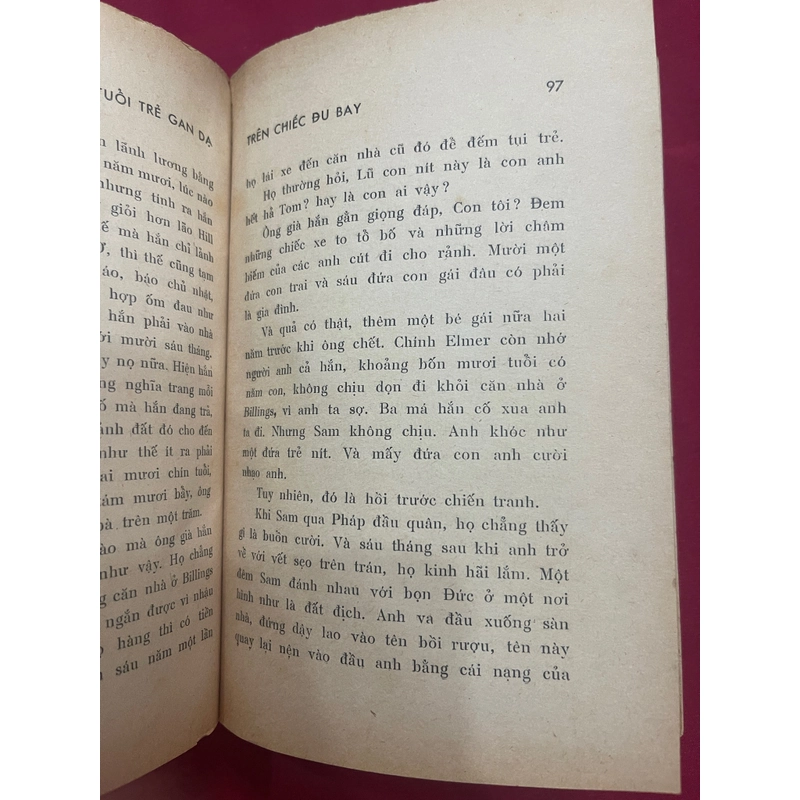 TUỔI TRẺ GAN DẠ
lãnh lương bằng
năm mươi, lúc nào
nhưng tính ra hắn
giỏi hơn lão Hill
mà hắn chỉ lãnh
thì thế cũng tạm
báo chủ nhật,
hợp ốm đau như
hắn phải vào nhà
mười sáu tháng.
nọ nữa. Hiện hắn
nghĩa trang mỗi
mà hắn đang trả,
đất đó cho đến
như thế ít ra phải
mươi chín tuổi,
mươi bảy, ông
bà trên một trăm.
mà ông già hắn
như vậy. Họ chẳng
căn nhà ở Billings
ngắn được vì nhậu
hàng thì có tiền
sáu năm một lần
TRÊN CHIẾC ĐU BAY 97
họ lái xe đến căn nhà cũ đó để đếm tụi trẻ.
Họ thường hỏi, Lũ con nít này là con anh
hết hả Tom? hay là con ai vậy?
Ông già hắn gằn giọng đáp, Con tôi? Đem
những chiếc xe to tồ bố và những lời châm
biếm của các anh cút đi cho rảnh. Mười một
đứa con trai và sáu đứa con gái đâu có phải
là gia đình.
Và quả có thật, thêm một bé gái nữa hai
năm trước khi ông chết. Chính Elmer còn nhớ
người anh cả hắn, khoảng bốn mươi tuổi có
năm con, không chịu dọn đi khỏi căn nhà ở
Billings, vì anh ta sợ. Ba má hắn cố xua anh
ta đi. Nhưng Sam không chịu. Anh khóc như
một đứa trẻ nít. Và mấy đứa con anh cười
nhạo anh.
Tuy nhiên, đó là hồi trước chiến tranh.
Khi Sam qua Pháp đầu quân, họ chẳng thấy
gì là buồn cười. Và sáu tháng sau khi anh trở
về với vết sẹo trên trán, họ kinh hãi lắm. Một
đêm Sam đánh nhau với bọn Đức ở một nơi
hình như là đất địch. Anh va đầu xuống sàn
nhà, đứng dậy lao vào tên bồi rượu, tên này
quay lại nện vào đầu anh bằng cái nạng của